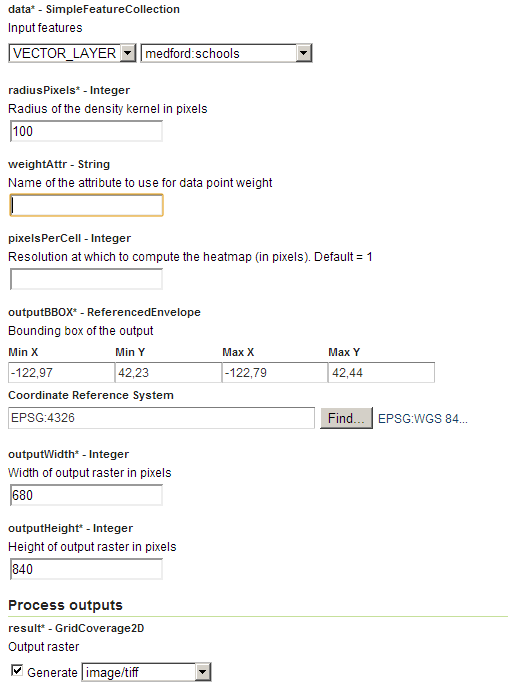 data* - SimpleFeatureCollection
Input features
VECTOR_LAYER medford:schools
radiusPixels* - Integer
Radius of the density kernel in pixels
100
weightAttr - String
Name of the attribute to use for data point weight
pixelsPerCell - Integer
Resolution at which to compute the heatmap (in pixels). Default = 1
outputBBOX* - ReferencedEnvelope
Bounding box of the output
Min X Min Y Max X Max Y
-122,97 42,23 -122,79 42,44
Coordinate Reference System
EPSG:4326 Find... EPSG:WGS 84...
outputWidth* - Integer
Width of output raster in pixels
680
outputHeight* - Integer
Height of output raster in pixels
840
Process outputs
result* - GridCoverage2D
Output raster
Generate image/tiff